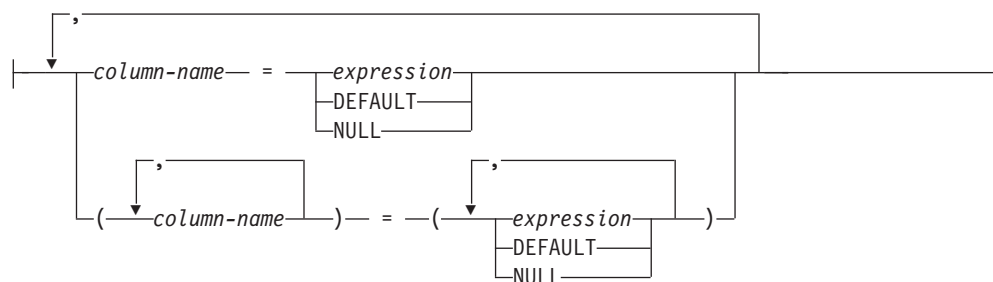 ,
column-name = expression
DEFAULT
NULL
, ,
( column-name ) = ( expression )
DEFAULT
NULL